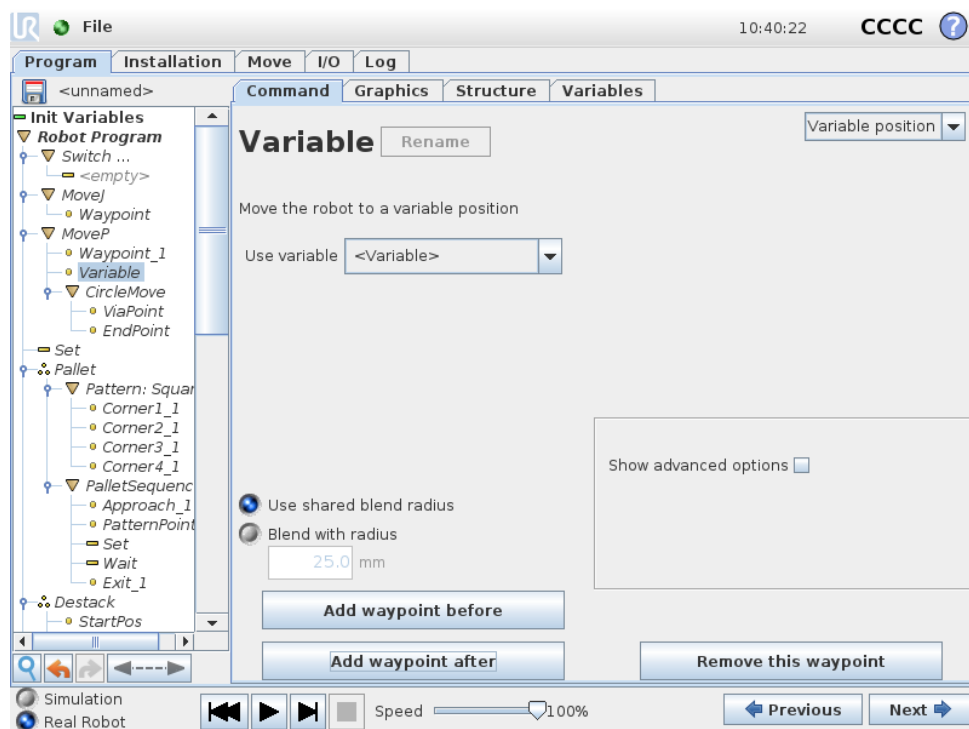 UR File 10:40:22 CCCC ?
Program Installation Move I/O Log
<unnamed> Command Graphics Structure Variables
Init Variables
Robot Program
Switch ...
<empty>
MoveJ
Waypoint
MoveP
Waypoint_1
Variable
CircleMove
ViaPoint
EndPoint
Set
Pallet
Pattern: Squar
Corner1_1
Corner2_1
Corner3_1
Corner4_1
PalletSequenc
Approach_1
PatternPoint
Set
Wait
Exit_1
Destack
StartPos
Variable Rename
Variable position
Move the robot to a variable position
Use variable <Variable>
Show advanced options
Use shared blend radius
Blend with radius
25.0 mm
Add waypoint before
Add waypoint after Remove this waypoint
Simulation
Real Robot
Speed 100%
Previous Next